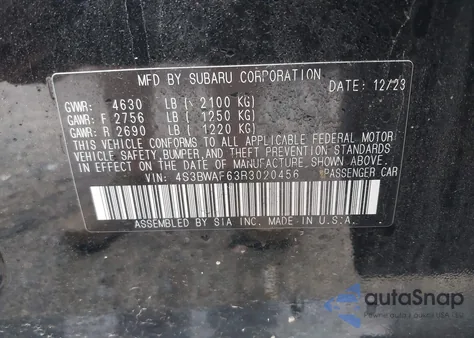 MFD BY SUBARU CORPORATION
DATE: 12/23
GVWR: 4630 LB ( 2100 KG)
GAWR: F 2756 LB ( 1250 KG)
GAWR: R 2690 LB ( 1220 KG)
THIS VEHICLE CONFORMS TO ALL APPLICABLE FEDERAL MOTOR
VEHICLE SAFETY, BUMPER, AND THEFT PREVENTION STANDARDS
IN EFFECT ON THE DATE OF MANUFACTURE SHOWN ABOVE.
VIN: 4S3BWAF63R3020456 PASSENGER CAR
ASSEMBLED BY SIA INC. MADE IN U.S.A.
autoSnap